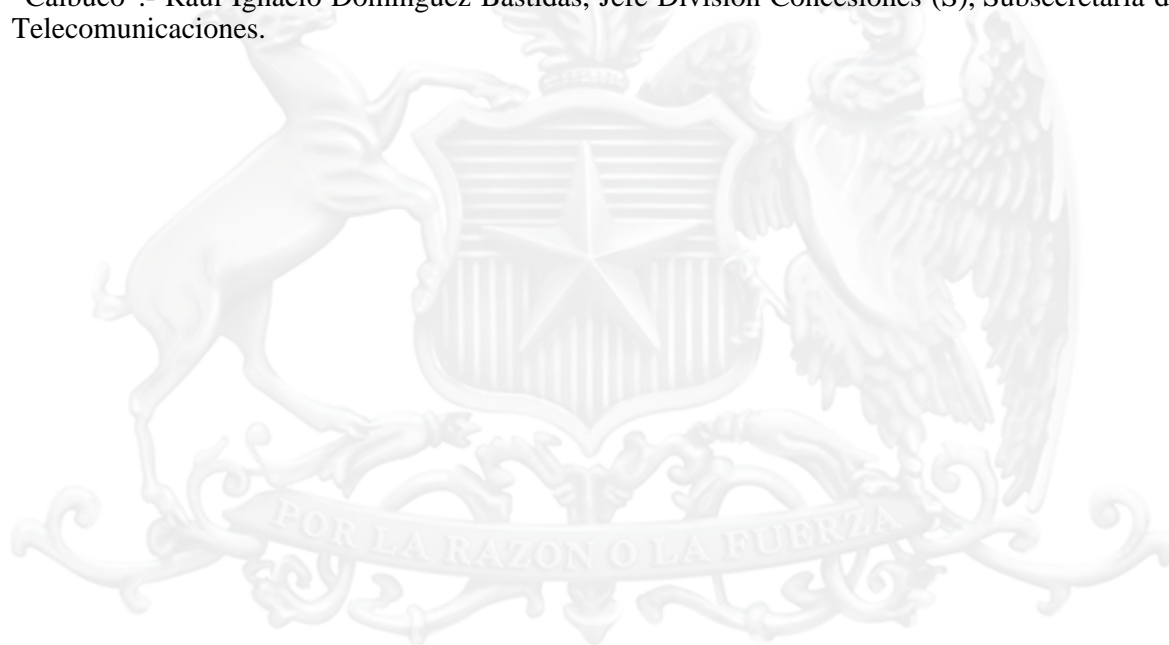 "Calbuco".- Raúl Ignacio Domínguez Bastidas, Jefe División Concesiones (S), Subsecretaría d
Telecomunicaciones.
POR LA RAZON O LA FUERZA